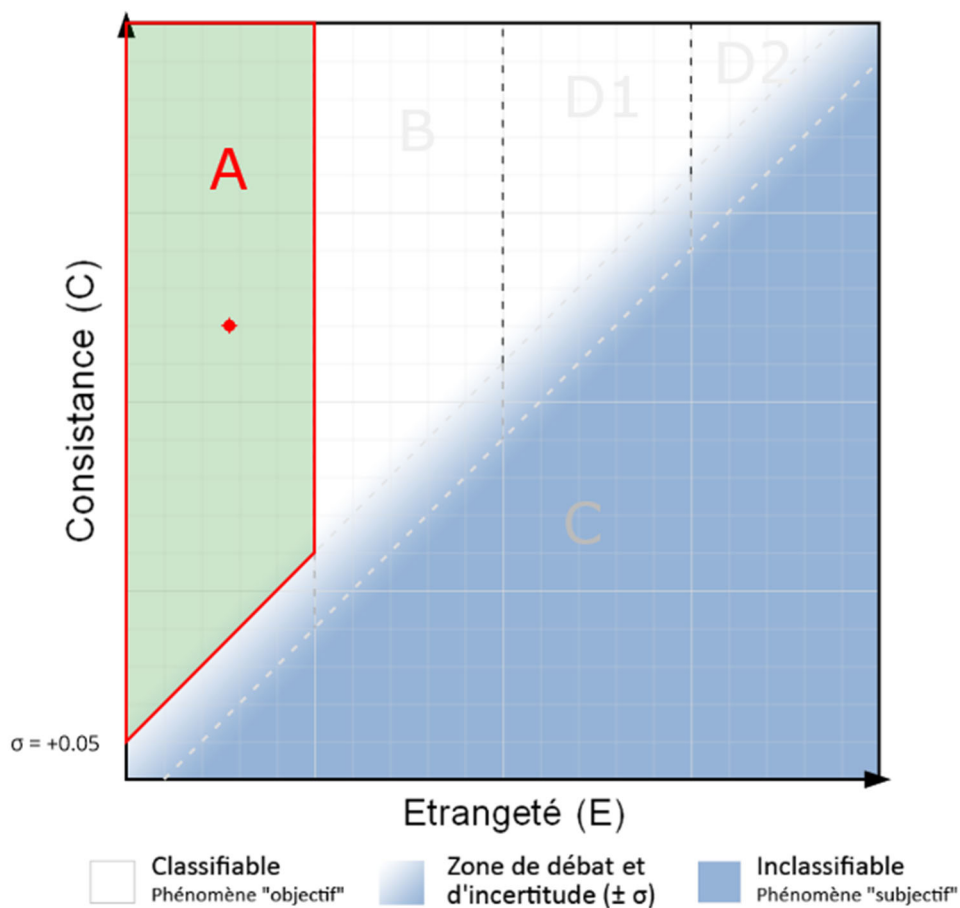 D2
D1
B
A
Consistance (C)
C
σ = +0.05
Etrangeté (E)
Classifiable
Phénomène "objectif"
Zone de débat et
d'incertitude (± σ)
Inclassifiable
Phénomène "subjectif"